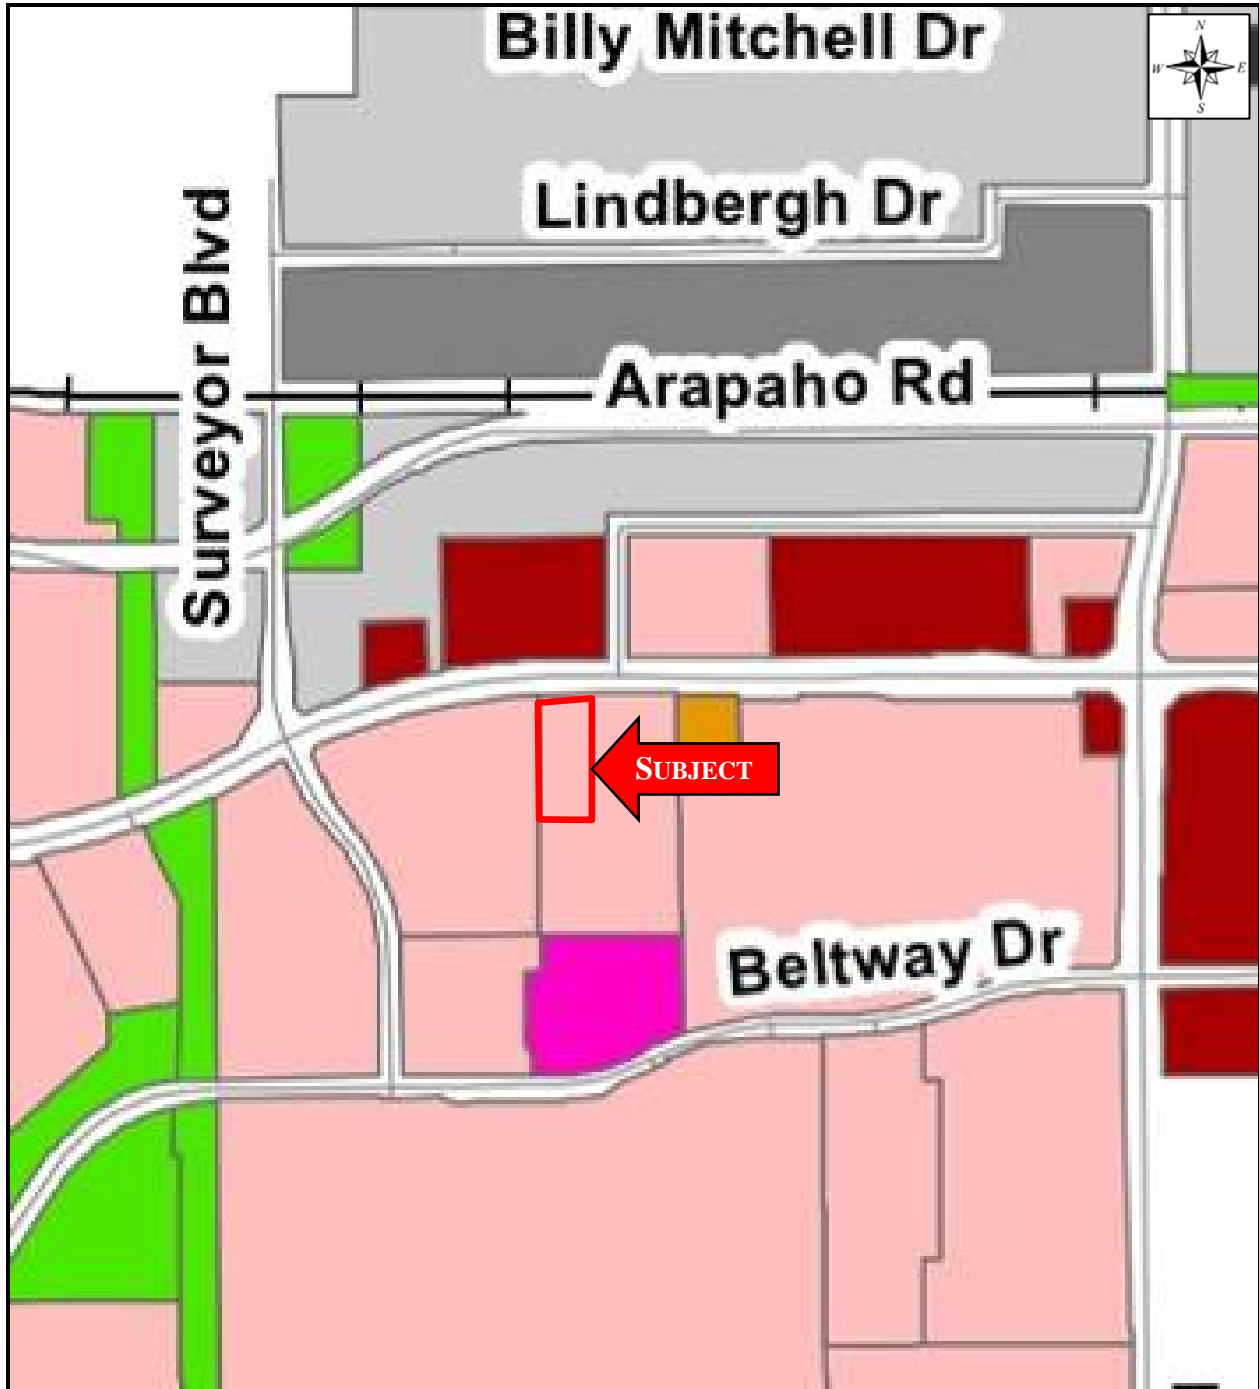 Billy Mitchell Dr
N
W E
S
Lindbergh Dr
Surveyor Blvd
Arapaho Rd
SUBJECT
Beltway Dr